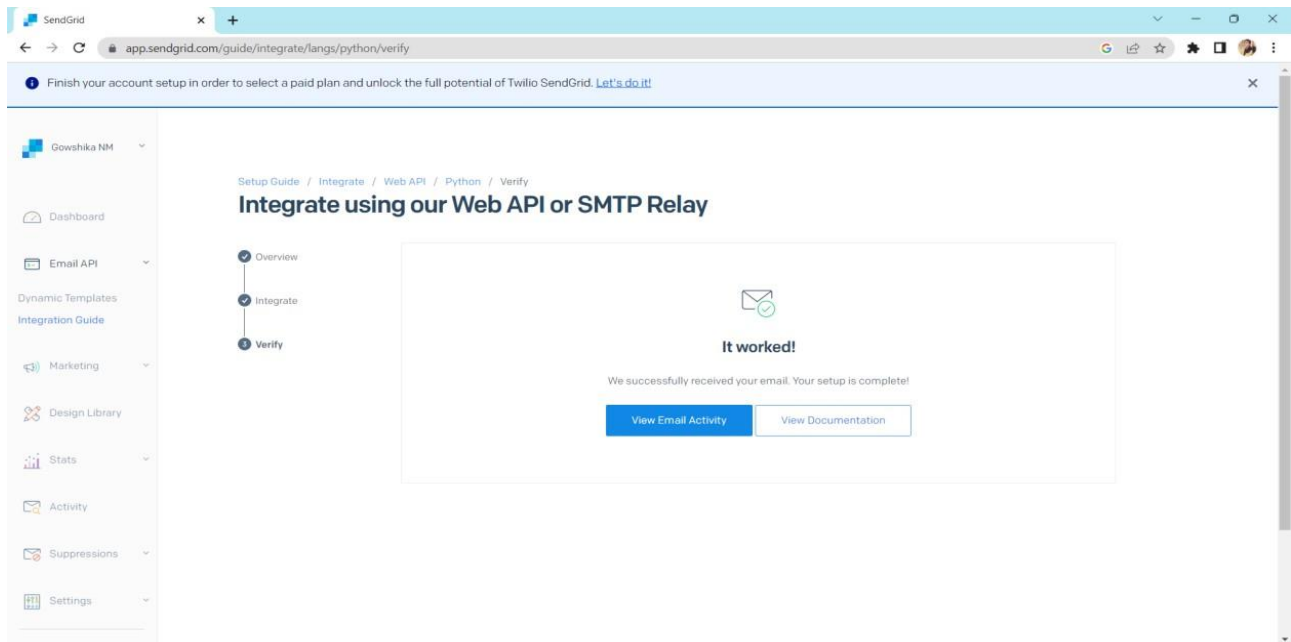 SendGrid
app.sendgrid.com/guide/integrate/langs/python/verify
Finish your account setup in order to select a paid plan and unlock the full potential of Twilio SendGrid. Let's do it!
Gowshika NM
Setup Guide / Integrate / Web API / Python / Verify
Integrate using our Web API or SMTP Relay
Dashboard
Email API
Dynamic Templates
Integration Guide
Marketing
Design Library
Stats
Activity
Suppressions
Settings
Overview
Integrate
3 Verify
It worked!
We successfully received your email. Your setup is complete!
View Email Activity View Documentation